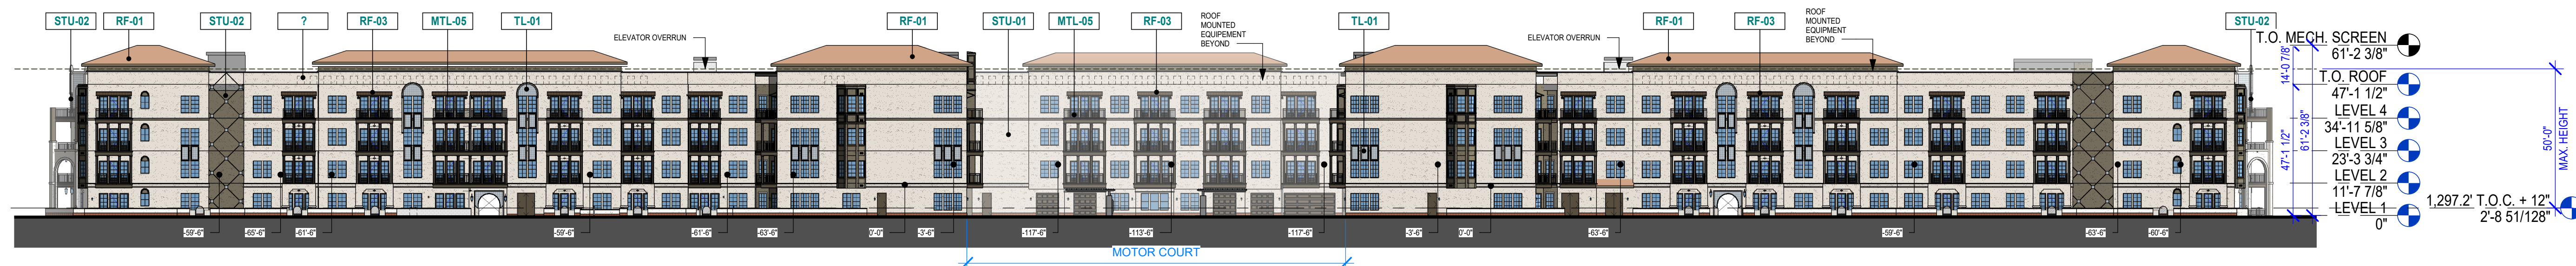 STU-02
RF-01
STU-02
?
RF-03
MTL-05
TL-01
ELEVATOR OVERRUN
RF-01
STU-01
MTL-05
RF-03
ROOF
MOUNTED
EQUIPEMENT
BEYOND
TL-01
ELEVATOR OVERRUN
RF-01
RF-03
ROOF
MOUNTED
EQUIPEMENT
BEYOND
STU-02
T.O. MECH. SCREEN
61'-2 3/8"
T.O. ROOF
47'-1 1/2"
LEVEL 4
34'-11 5/8"
LEVEL 3
23'-3 3/4"
LEVEL 2
11'-7 7/8"
LEVEL 1
0"
14'-0 7/8"
47'-1 1/2"
61'-2 3/8"
50'-0"
MAX. HEIGHT
1,297.2' T.O.C. + 12"
2'-8 51/128"
-59'-6"
-65'-6"
-61'-6"
-59'-6"
-61'-6"
-63'-6"
0'-0"
-3'-6"
-117'-6"
-113'-6"
-117'-6"
-3'-6"
0'-0"
-63'-6"
-59'-6"
-63'-6"
-60'-6"
MOTOR COURT